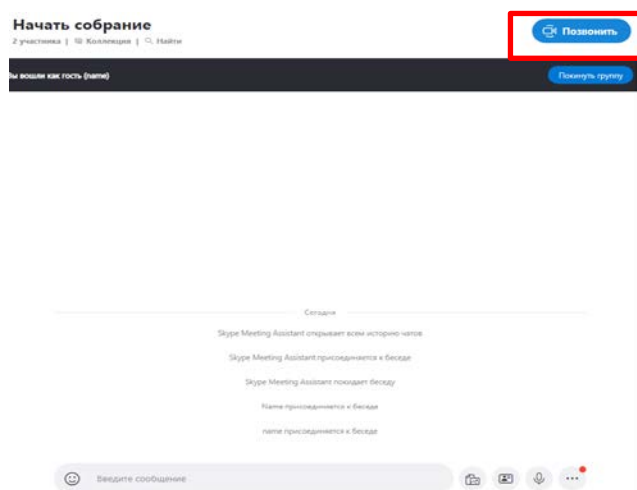 Начать собрание
Позвонить
2 участника | Коллекция | Найти
Вы вошли как гость (name)
Покинуть группу
Сегодня
Skype Meeting Assistant открывает всем историю чатов
Skype Meeting Assistant присоединяется к беседе
Skype Meeting Assistant покидает беседу
Name присоединяется к беседе
name присоединяется к беседе
Введите сообщение